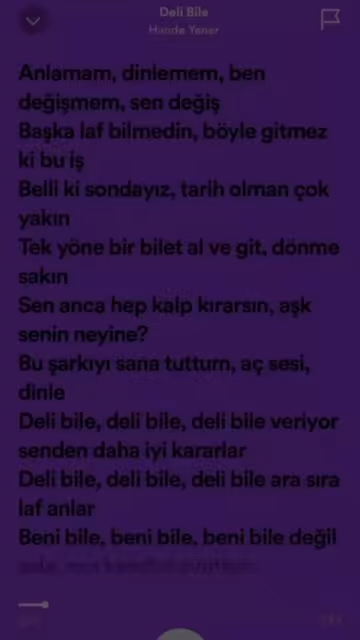 Deli Bile
Hande Yener
Anlamam, dinlemem, ben
değişmem, sen değiş
Başka laf bilmedin, böyle gitmez
ki bu iş
Belli ki sondayız, tarih olman çok
yakın
Tek yöne bir bilet al ve git, dönme
sakın
Sen anca hep kalp kırarsın, aşk
senin neyine?
Bu şarkıyı sana tuttum, aç sesi,
dinle
Deli bile, deli bile, deli bile veriyor
senden daha iyi kararlar
Deli bile, deli bile, deli bile ara sıra
laf anlar
Beni bile, beni bile, beni bile değil